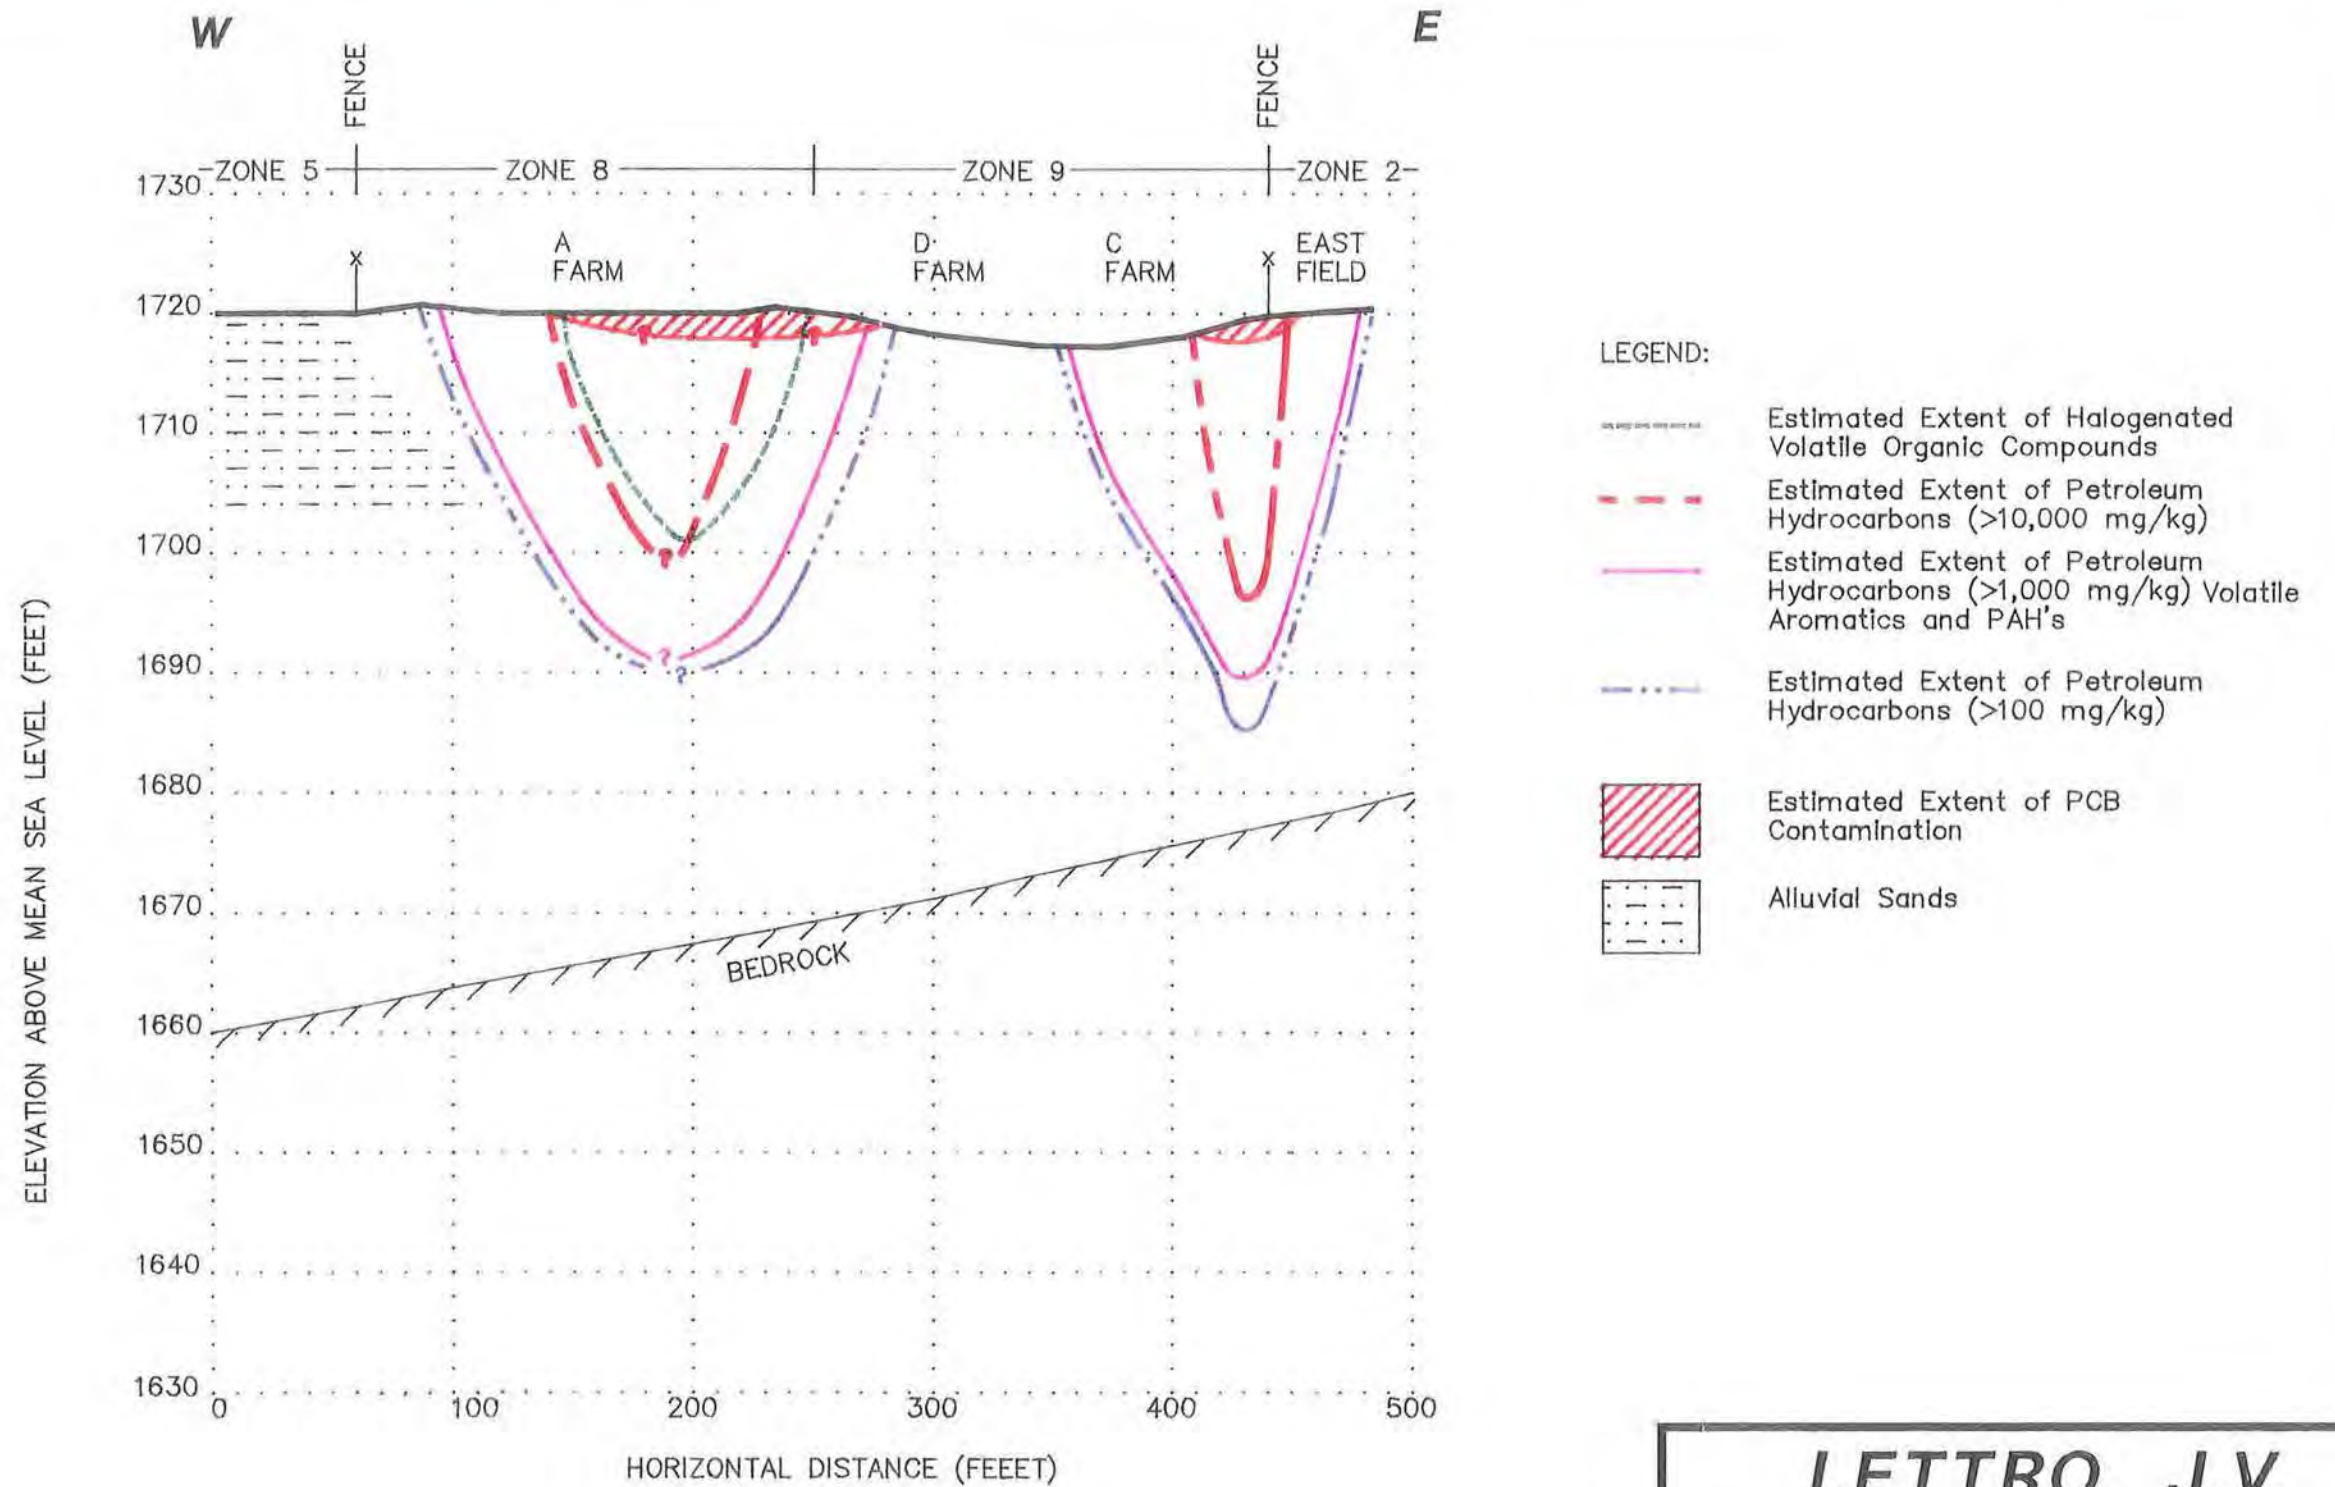 W
E
FENCE
FENCE
ZONE 5
ZONE 8
ZONE 9
ZONE 2
1730
A
FARM
D
FARM
C
FARM
EAST
FIELD
x
x
1720
1710
1700
1690
1680
1670
1660
1650
1640
1630
?
?
?
BEDROCK
0
100
200
300
400
500
ELEVATION ABOVE MEAN SEA LEVEL (FEET)
HORIZONTAL DISTANCE (FEEET)
LEGEND:
Estimated Extent of Halogenated
Volatile Organic Compounds
Estimated Extent of Petroleum
Hydrocarbons (>10,000 mg/kg)
Estimated Extent of Petroleum
Hydrocarbons (>1,000 mg/kg) Volatile
Aromatics and PAH's
Estimated Extent of Petroleum
Hydrocarbons (>100 mg/kg)
Estimated Extent of PCB
Contamination
Alluvial Sands
LETTRO J.V.